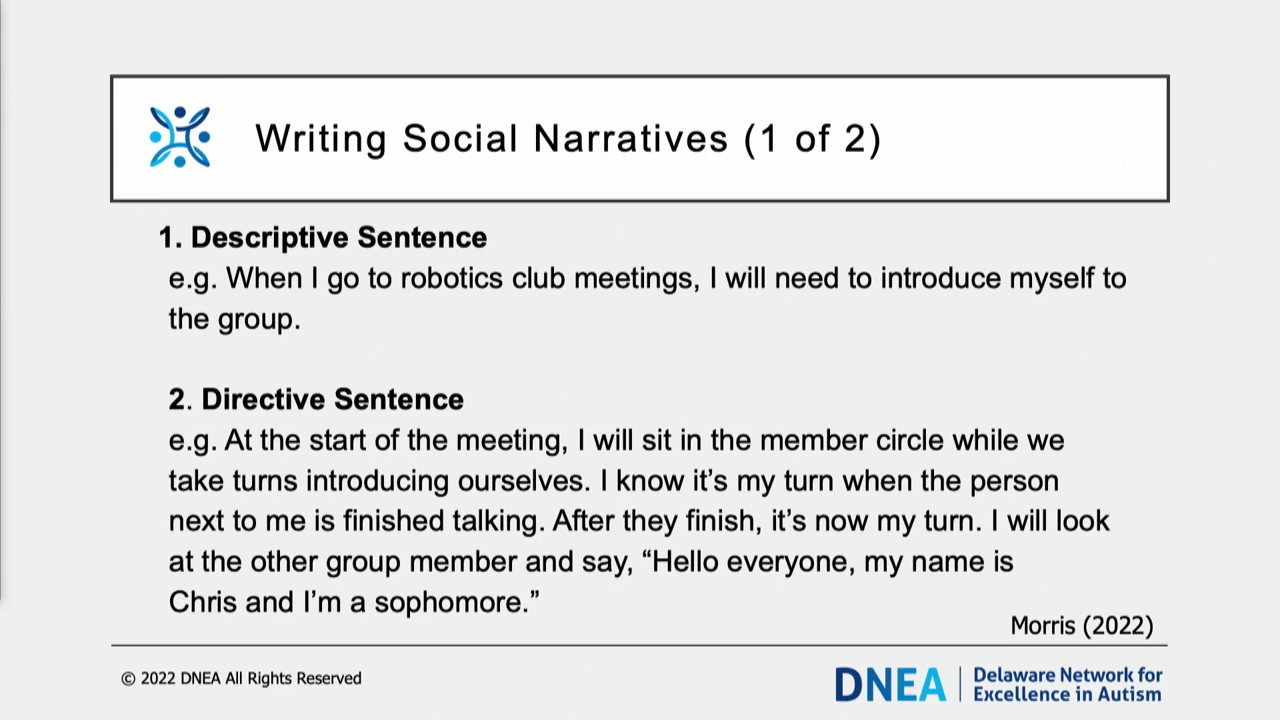 Writing Social Narratives (1 of 2)
1. Descriptive Sentence
e.g. When I go to robotics club meetings, I will need to introduce myself to
the group.
2. Directive Sentence
e.g. At the start of the meeting, I will sit in the member circle while we
take turns introducing ourselves. I know it’s my turn when the person
next to me is finished talking. After they finish, it’s now my turn. I will look
at the other group member and say, “Hello everyone, my name is
Chris and I’m a sophomore.”
Morris (2022)
© 2022 DNEA All Rights Reserved
DNEA | Delaware Network for
Excellence in Autism